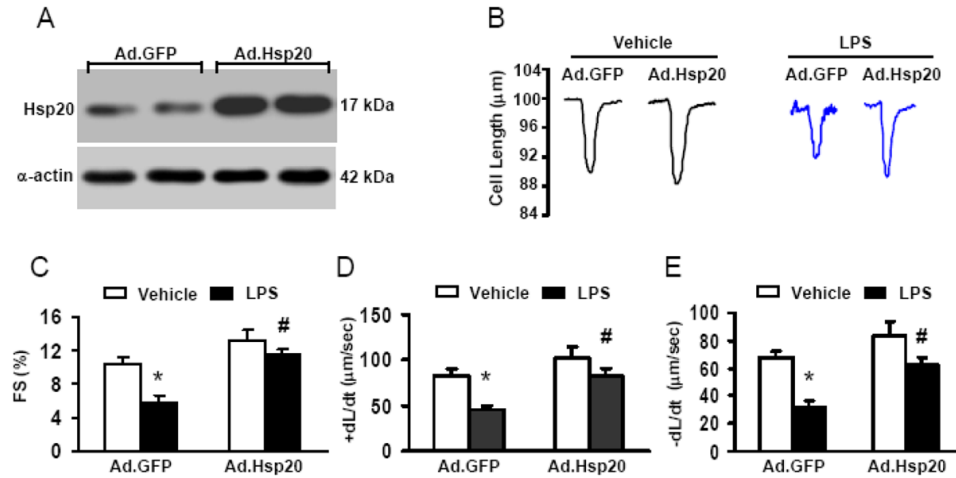 A
Ad.GFP Ad.Hsp20
Hsp20 17 kDa
α-actin 42 kDa
B
Vehicle LPS
Ad.GFP Ad.Hsp20 Ad.GFP Ad.Hsp20
Cell Length (µm)
104
100
96
92
88
84
C
Vehicle LPS
FS (%)
16
12
8
4
0
* #
Ad.GFP Ad.Hsp20
D
Vehicle LPS
+dL/dt (µm/sec)
150
100
50
0
* #
Ad.GFP Ad.Hsp20
E
Vehicle LPS
-dL/dt (µm/sec)
100
80
60
40
20
0
* #
Ad.GFP Ad.Hsp20